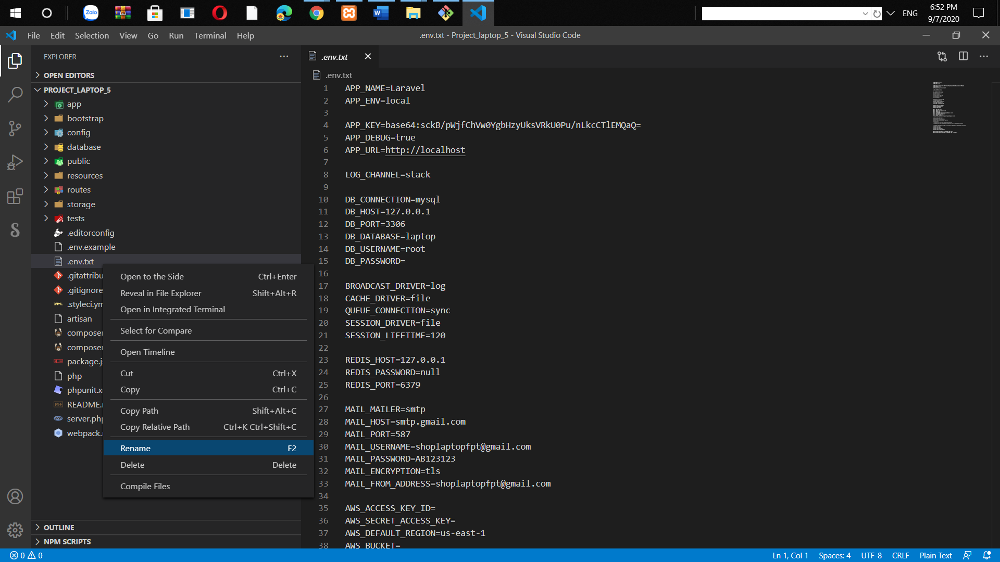 Zalo
ENG
6:52 PM
9/7/2020
File Edit Selection View Go Run Terminal Help
.env.txt - Project_laptop_5 - Visual Studio Code
EXPLORER
OPEN EDITORS
PROJECT_LAPTOP_5
app
bootstrap
config
database
public
resources
routes
storage
tests
.editorconfig
.env.example
.env.txt
.gitattribu
.gitignore
.styleci.ym
artisan
composer
composer
package.js
php
phpunit.x
README.
server.php
webpack.
OUTLINE
NPM SCRIPTS
Open to the Side Ctrl+Enter
Reveal in File Explorer Shift+Alt+R
Open in Integrated Terminal
Select for Compare
Open Timeline
Cut Ctrl+X
Copy Ctrl+C
Copy Path Shift+Alt+C
Copy Relative Path Ctrl+K Ctrl+Shift+C
Rename F2
Delete Delete
Compile Files
.env.txt
.env.txt
1 APP_NAME=Laravel
2 APP_ENV=local
3
4 APP_KEY=base64:sckB/pWjfChVw0YgbHzyUksVRkU0Pu/nLkcCTlEMQaQ=
5 APP_DEBUG=true
6 APP_URL=http://localhost
7
8 LOG_CHANNEL=stack
9
10 DB_CONNECTION=mysql
11 DB_HOST=127.0.0.1
12 DB_PORT=3306
13 DB_DATABASE=laptop
14 DB_USERNAME=root
15 DB_PASSWORD=
16
17 BROADCAST_DRIVER=log
18 CACHE_DRIVER=file
19 QUEUE_CONNECTION=sync
20 SESSION_DRIVER=file
21 SESSION_LIFETIME=120
22
23 REDIS_HOST=127.0.0.1
24 REDIS_PASSWORD=null
25 REDIS_PORT=6379
26
27 MAIL_MAILER=smtp
28 MAIL_HOST=smtp.gmail.com
29 MAIL_PORT=587
30 MAIL_USERNAME=shoplaptopfpt@gmail.com
31 MAIL_PASSWORD=AB123123
32 MAIL_ENCRYPTION=tls
33 MAIL_FROM_ADDRESS=shoplaptopfpt@gmail.com
34
35 AWS_ACCESS_KEY_ID=
36 AWS_SECRET_ACCESS_KEY=
37 AWS_DEFAULT_REGION=us-east-1
38 AWS_BUCKET=
0 0
Ln 1, Col 1 Spaces: 4 UTF-8 CRLF Plain Text